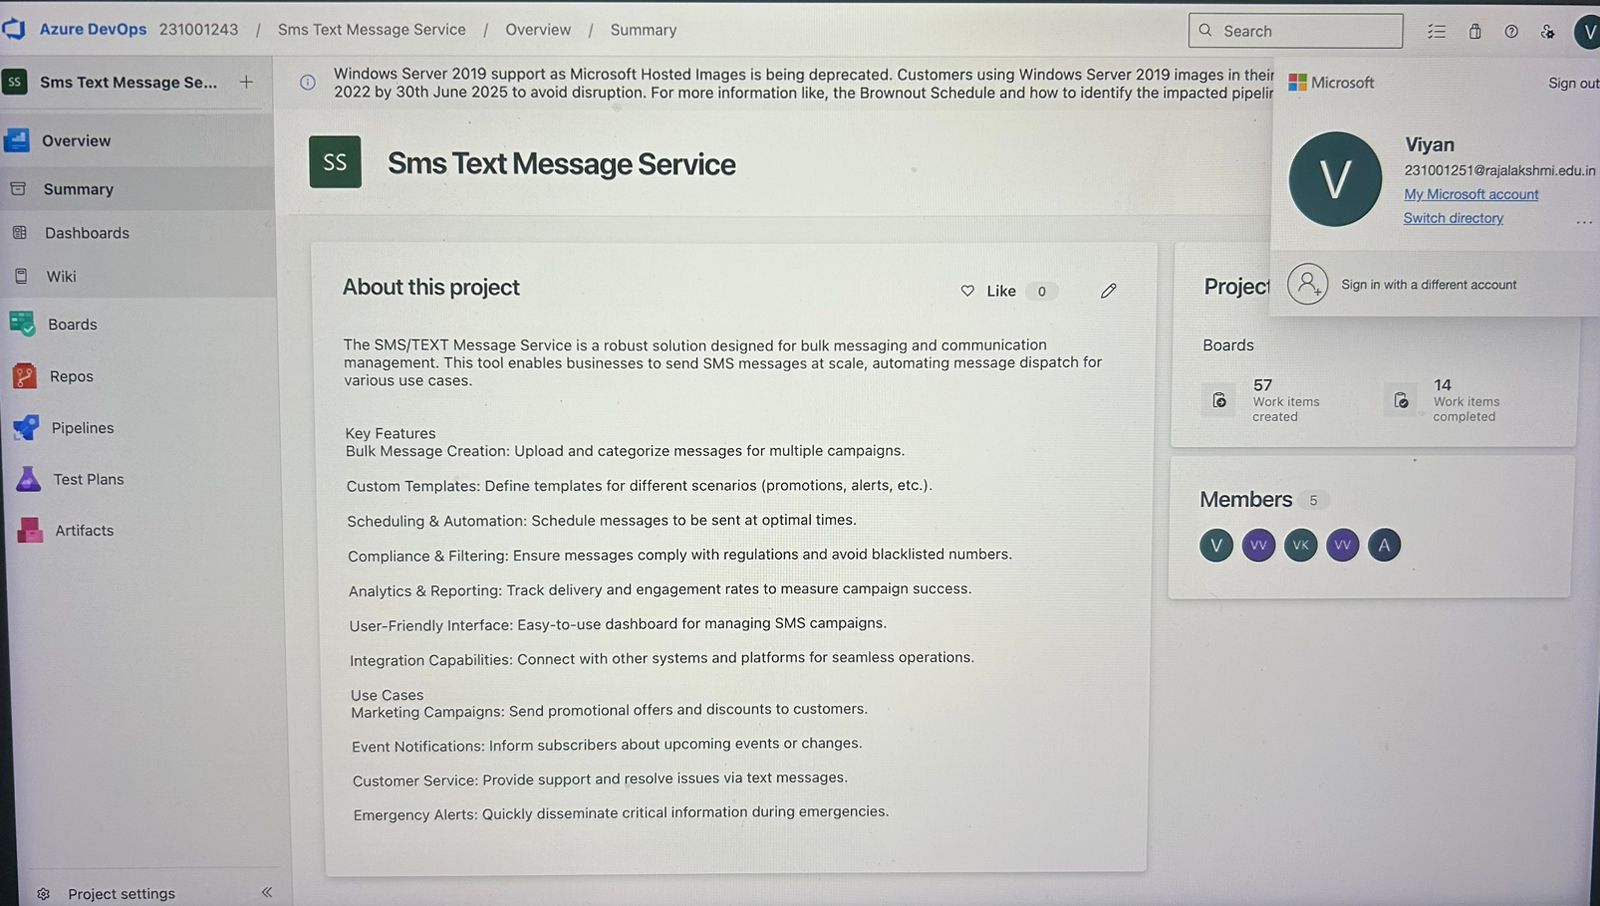 Azure DevOps 231001243 / Sms Text Message Service / Overview / Summary
Search
V
SS Sms Text Message Se... +
Windows Server 2019 support as Microsoft Hosted Images is being deprecated. Customers using Windows Server 2019 images in their
2022 by 30th June 2025 to avoid disruption. For more information like, the Brownout Schedule and how to identify the impacted
Microsoft
Sign out
V
Viyan
231001251@rajalakshmi.edu.in
My Microsoft account
Switch directory
...
Sign in with a different account
Overview
Summary
Dashboards
Wiki
Boards
Repos
Pipelines
Test Plans
Artifacts
Project settings
SS Sms Text Message Service
About this project
Like 0
The SMS/TEXT Message Service is a robust solution designed for bulk messaging and communication
management. This tool enables businesses to send SMS messages at scale, automating message dispatch for
various use cases.
Key Features
Bulk Message Creation: Upload and categorize messages for multiple campaigns.
Custom Templates: Define templates for different scenarios (promotions, alerts, etc.).
Scheduling & Automation: Schedule messages to be sent at optimal times.
Compliance & Filtering: Ensure messages comply with regulations and avoid blacklisted numbers.
Analytics & Reporting: Track delivery and engagement rates to measure campaign success.
User-Friendly Interface: Easy-to-use dashboard for managing SMS campaigns.
Integration Capabilities: Connect with other systems and platforms for seamless operations.
Use Cases
Marketing Campaigns: Send promotional offers and discounts to customers.
Event Notifications: Inform subscribers about upcoming events or changes.
Customer Service: Provide support and resolve issues via text messages.
Emergency Alerts: Quickly disseminate critical information during emergencies.
Project
Boards
57
Work items
created
14
Work items
completed
Members 5
V VV VK VV A